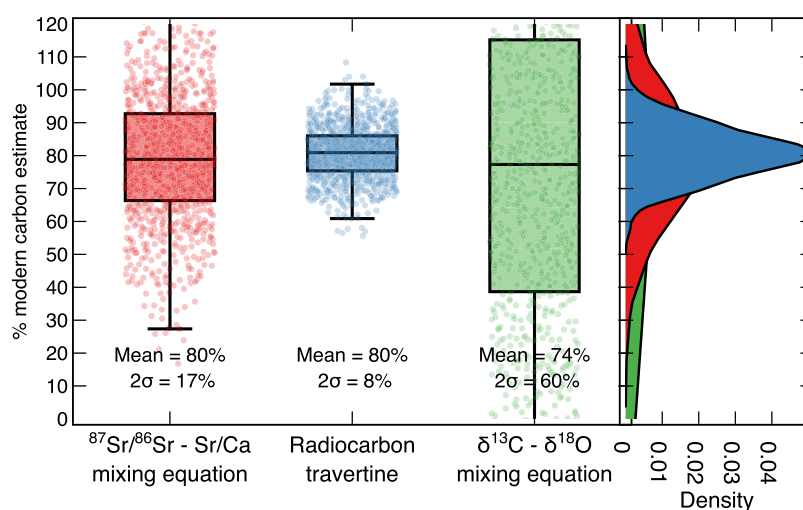 % modern carbon estimate
120
110
100
90
80
70
60
50
40
30
20
10
0
Mean = 80%
2σ = 17%
Mean = 80%
2σ = 8%
Mean = 74%
2σ = 60%
⁸⁷Sr/⁸⁶Sr - Sr/Ca
mixing equation
Radiocarbon
travertine
δ¹³C - δ¹⁸O
mixing equation
0
0.01
0.02
0.03
0.04
Density